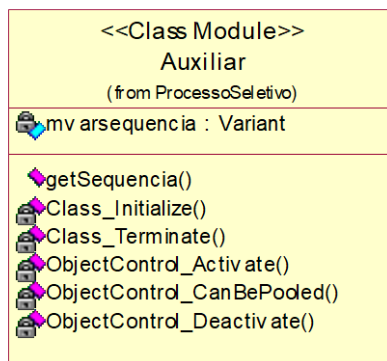 <<Class Module>>
Auxiliar
(from ProcessoSeletivo)
mvarsequencia : Variant
getSequencia()
Class_Initialize()
Class_Terminate()
ObjectControl_Activate()
ObjectControl_CanBePooled()
ObjectControl_Deactivate()